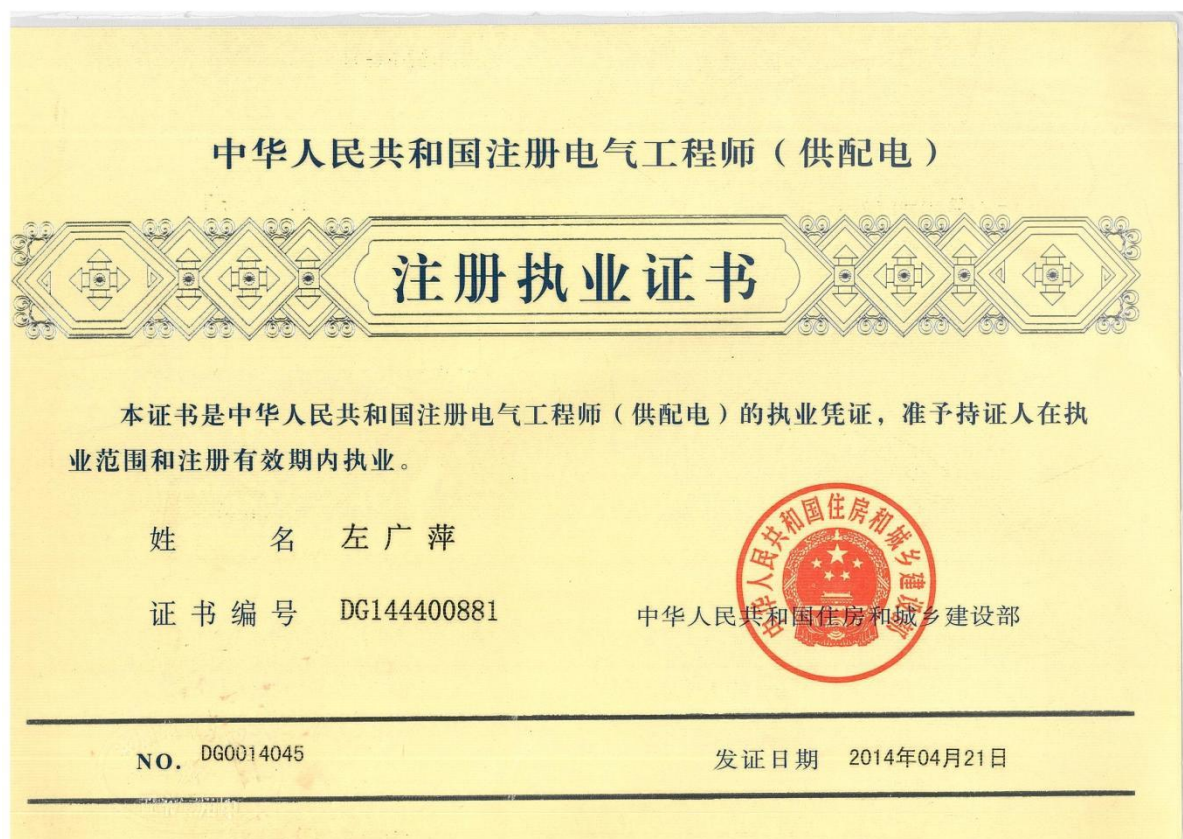 中华人民共和国注册电气工程师（供配电）
注册执业证书
本证书是中华人民共和国注册电气工程师（供配电）的执业凭证，准予持证人在执
业范围和注册有效期内执业。
姓 名 左广萍
证书编号 DG144400881
中华人民共和国住房和城乡建设部
中华人民共和国住房和城乡建设部
NO. DG0014045
发证日期 2014年04月21日